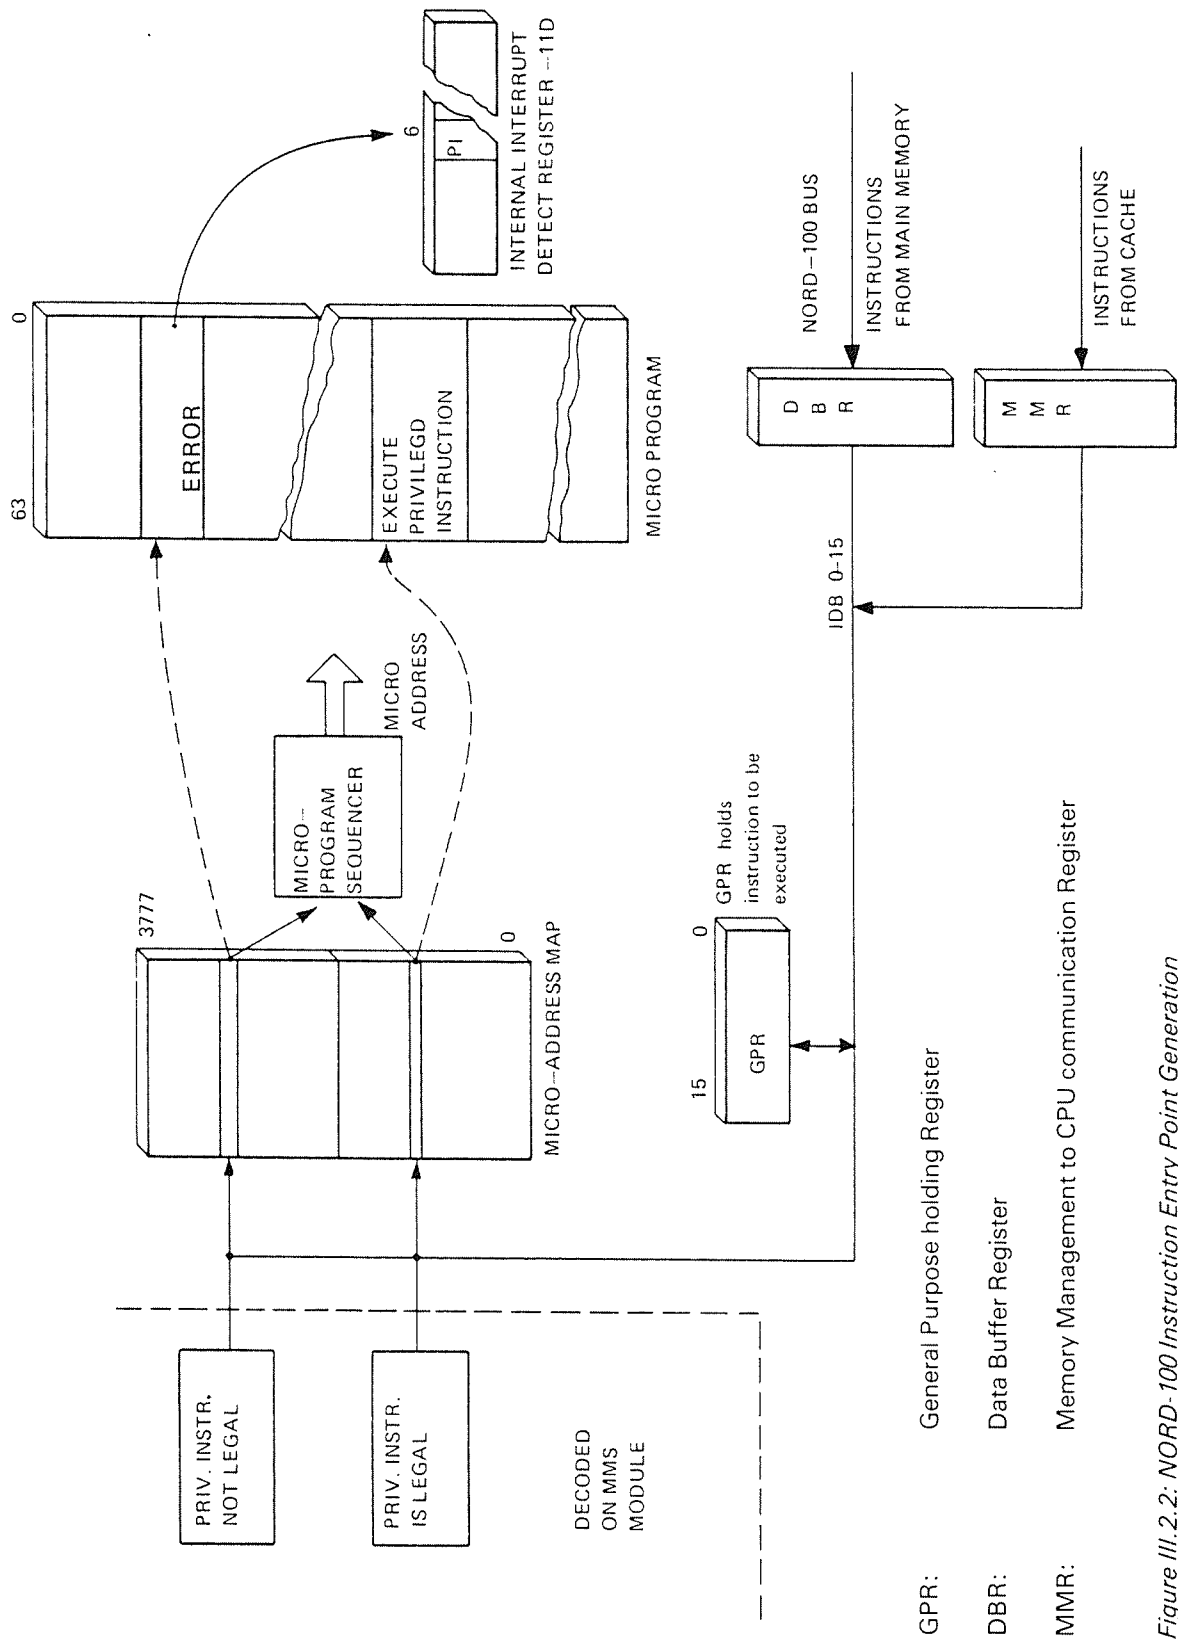 PRIV. INSTR.
NOT LEGAL
PRIV. INSTR.
IS LEGAL
DECODED
ON MMS
MODULE
3777
0
MICRO–ADDRESS MAP
MICRO–
PROGRAM
SEQUENCER
MICRO
ADDRESS
63
0
ERROR
EXECUTE
PRIVILEGD
INSTRUCTION
MICRO PROGRAM
6
PI
INTERNAL INTERRUPT
DETECT REGISTER –11D
15
0
GPR
GPR holds
instruction to be
executed
IDB 0–15
D
B
R
NORD–100 BUS
INSTRUCTIONS
FROM MAIN MEMORY
M
M
R
INSTRUCTIONS
FROM CACHE
GPR: General Purpose holding Register
DBR: Data Buffer Register
MMR: Memory Management to CPU communication Register
Figure III.2.2: NORD-100 Instruction Entry Point Generation